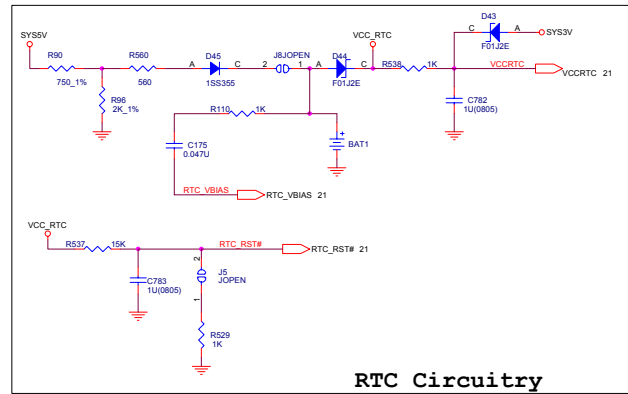 SYS5V
R90
750_1%
R96
2K_1%
R560
560
A
D45
C
1SS355
J8JOPEN
2
1
A
D44
C
F01J2E
VCC_RTC
R538
1K
D43
C
A
F01J2E
SYS3V
VCCRTC
VCCRTC 21
C782
1U(0805)
R110
1K
C175
0.047U
+
BAT1
RTC_VBIAS
RTC_VBIAS 21
VCC_RTC
R537
15K
RTC_RST#
RTC_RST# 21
C783
1U(0805)
2
J5
JOPEN
1
R529
1K
RTC Circuitry